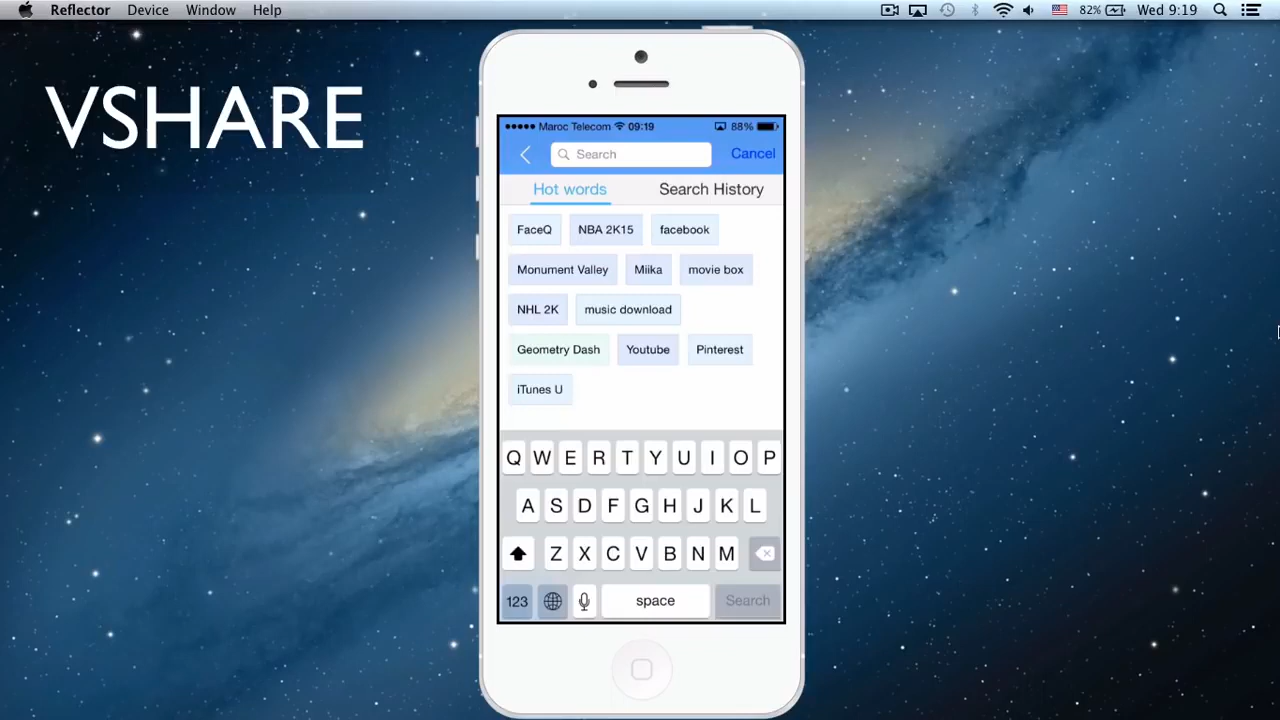 Reflector Device Window Help 82% Wed 9:19
VSHARE
Maroc Telecom 09:19 88%
Search Cancel
Hot words Search History
FaceQ NBA 2K15 facebook
Monument Valley Miika movie box
NHL 2K music download
Geometry Dash Youtube Pinterest
iTunes U
Q W E R T Y U I O P
A S D F G H J K L
Z X C V B N M
123 space Search